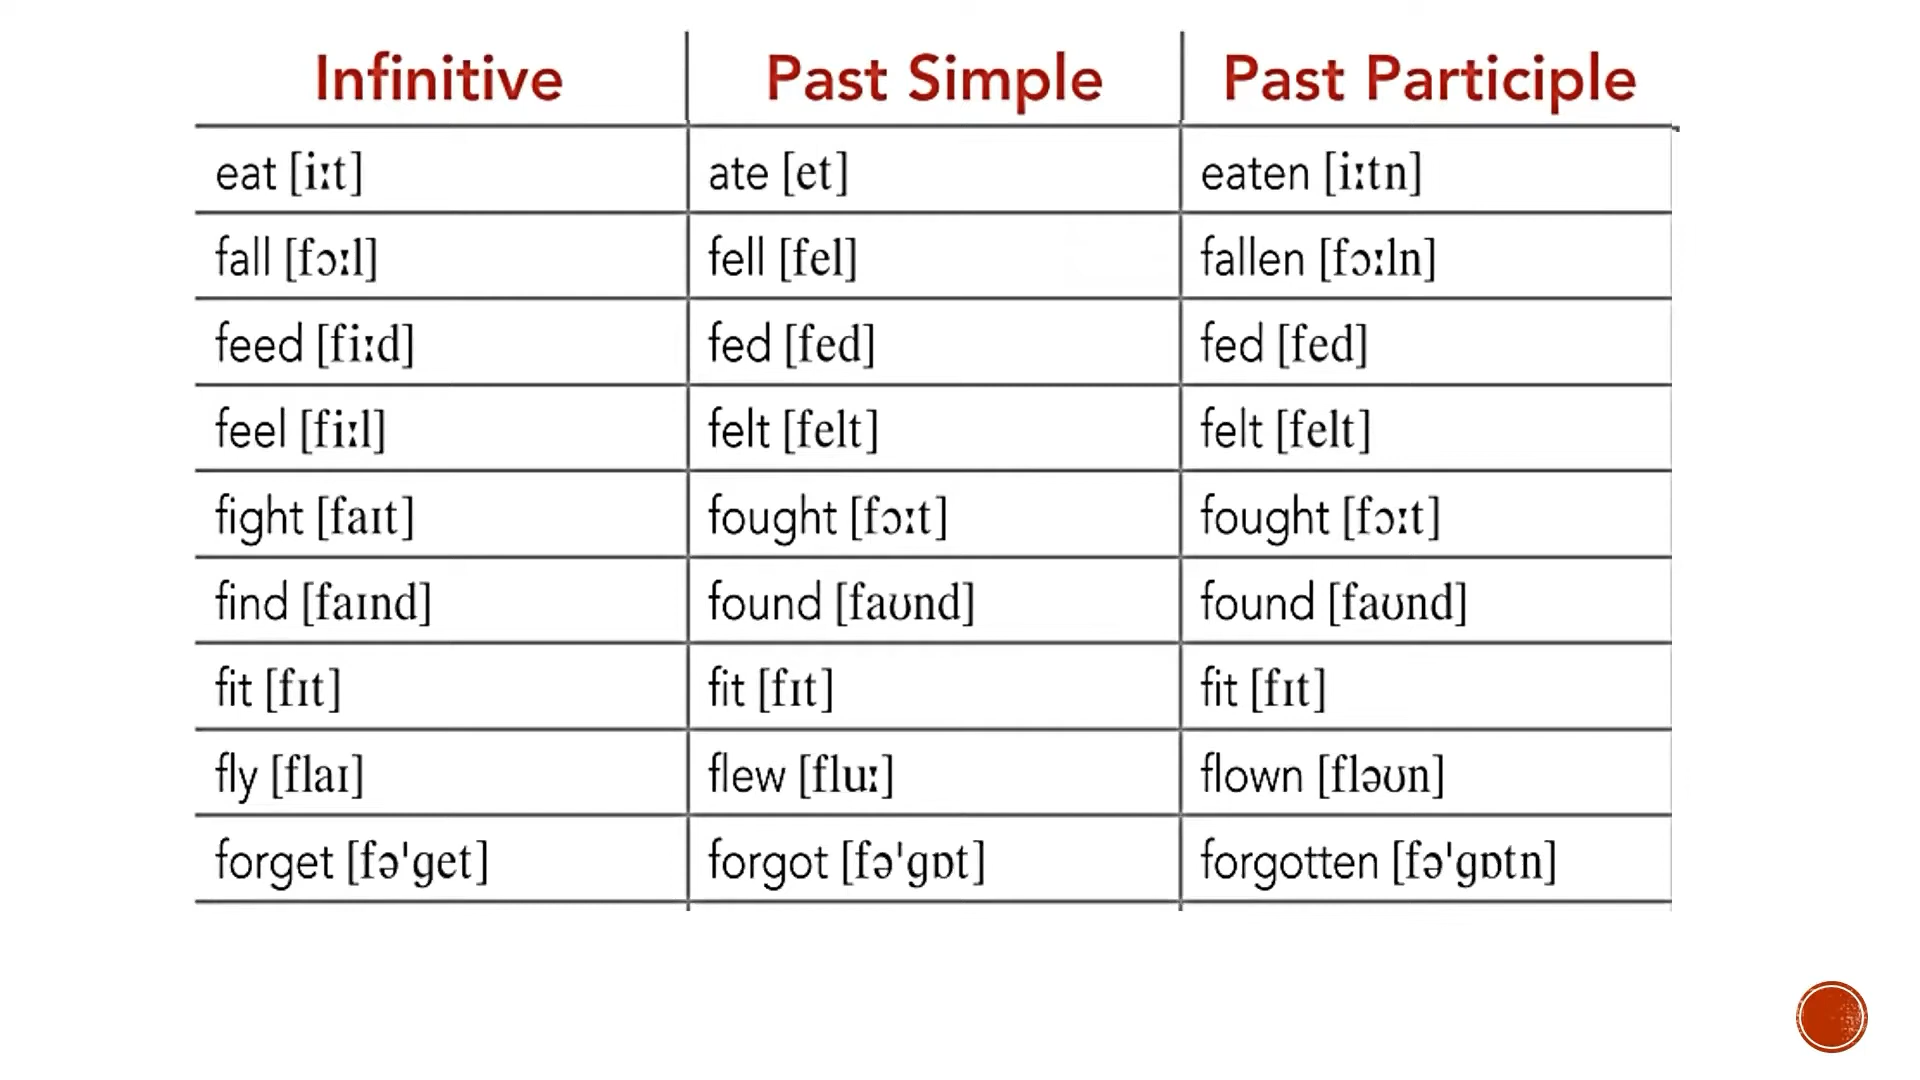 Infinitive Past Simple Past Participle
eat [iːt] ate [et] eaten [iːtn]
fall [fɔːl] fell [fel] fallen [fɔːln]
feed [fiːd] fed [fed] fed [fed]
feel [fiːl] felt [felt] felt [felt]
fight [faɪt] fought [fɔːt] fought [fɔːt]
find [faɪnd] found [faʊnd] found [faʊnd]
fit [fɪt] fit [fɪt] fit [fɪt]
fly [flaɪ] flew [fluː] flown [fləʊn]
forget [fə'get] forgot [fə'gɒt] forgotten [fə'gɒtn]